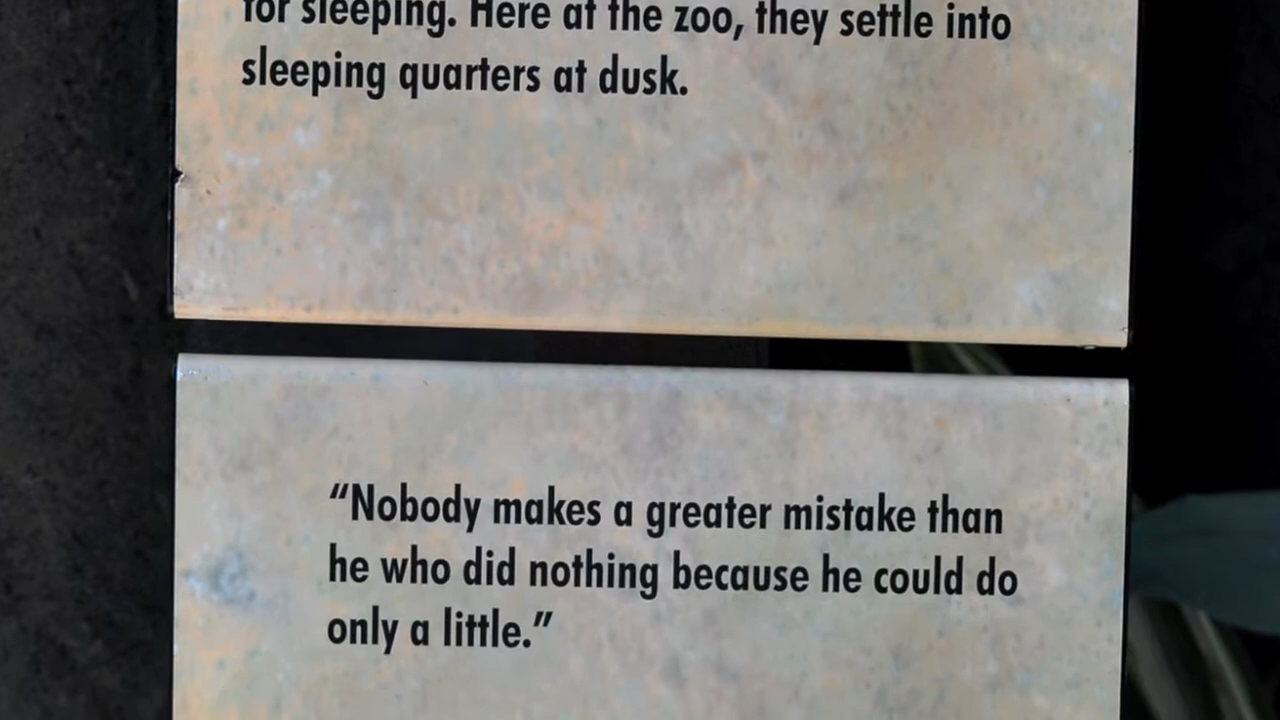 for sleeping. Here at the zoo, they settle into
sleeping quarters at dusk.
“Nobody makes a greater mistake than
he who did nothing because he could do
only a little.”